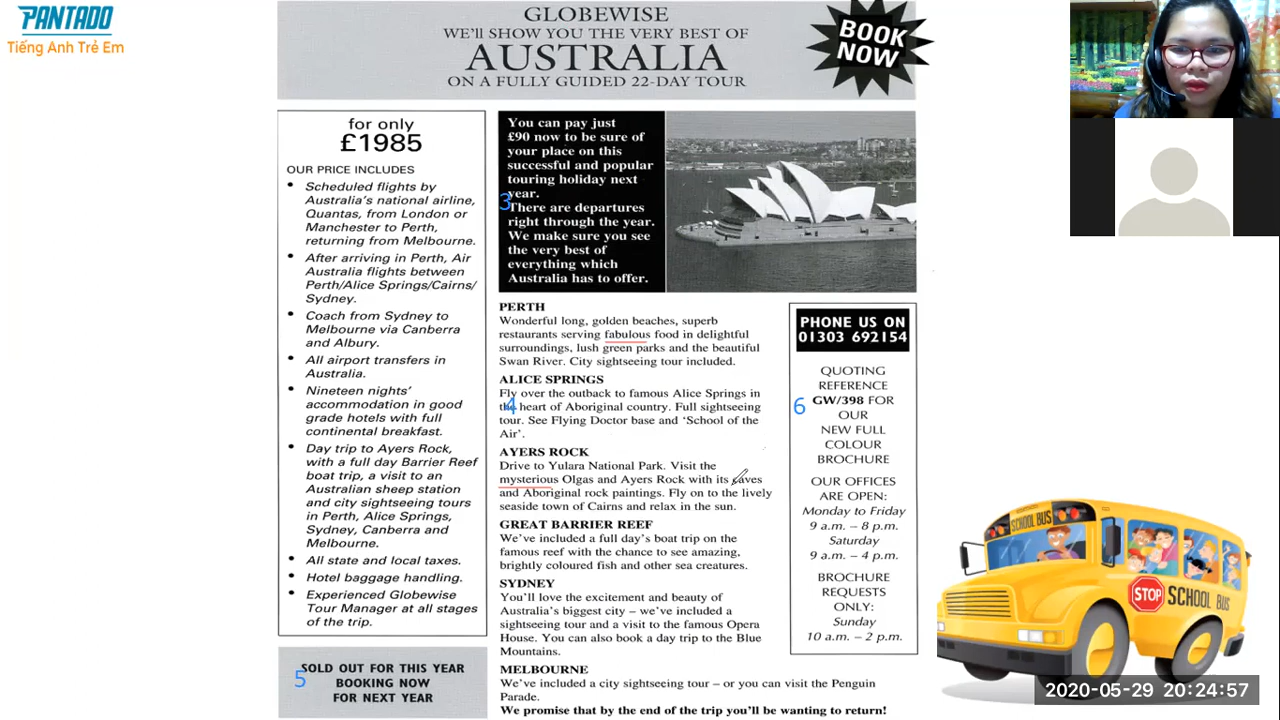 PANTADO
Tiếng Anh Trẻ Em
GLOBEWISE
WE'LL SHOW YOU THE VERY BEST OF
AUSTRALIA
ON A FULLY GUIDED 22-DAY TOUR
BOOK
NOW
for only
£1985
OUR PRICE INCLUDES
• Scheduled flights by
Australia's national airline,
Quantas, from London or
Manchester to Perth,
returning from Melbourne.
• After arriving in Perth, Air
Australia flights between
Perth/Alice Springs/Cairns/
Sydney.
• Coach from Sydney to
Melbourne via Canberra
and Albury.
• All airport transfers in
Australia.
• Nineteen nights'
accommodation in good
grade hotels with full
continental breakfast.
• Day trip to Ayers Rock,
with a full day Barrier Reef
boat trip, a visit to an
Australian sheep station
and city sightseeing tours
in Perth, Alice Springs,
Sydney, Canberra and
Melbourne.
• All state and local taxes.
• Hotel baggage handling.
• Experienced Globewise
Tour Manager at all stages
of the trip.
5
SOLD OUT FOR THIS YEAR
BOOKING NOW
FOR NEXT YEAR
You can pay just
£90 now to be sure of
your place on this
successful and popular
touring holiday next
year.
3
There are departures
right through the year.
We make sure you see
the very best of
everything which
Australia has to offer.
PERTH
Wonderful long, golden beaches, superb
restaurants serving fabulous food in delightful
surroundings, lush green parks and the beautiful
Swan River. City sightseeing tour included.
ALICE SPRINGS
Fly over the outback to famous Alice Springs in
4
the heart of Aboriginal country. Full sightseeing
tour. See Flying Doctor base and 'School of the
Air'.
AYERS ROCK
Drive to Yulara National Park. Visit the
mysterious Olgas and Ayers Rock with its caves
and Aboriginal rock paintings. Fly on to the lively
seaside town of Cairns and relax in the sun.
GREAT BARRIER REEF
We've included a full day's boat trip on the
famous reef with the chance to see amazing,
brightly coloured fish and other sea creatures.
SYDNEY
You'll love the excitement and beauty of
Australia's biggest city – we've included a
sightseeing tour and a visit to the famous Opera
House. You can also book a day trip to the Blue
Mountains.
MELBOURNE
We've included a city sightseeing tour – or you can visit the Penguin
Parade.
We promise that by the end of the trip you'll be wanting to return!
PHONE US ON
01303 692154
QUOTING
REFERENCE
6
GW/398 FOR
OUR
NEW FULL
COLOUR
BROCHURE
OUR OFFICES
ARE OPEN:
Monday to Friday
9 a.m. – 8 p.m.
Saturday
9 a.m. – 4 p.m.
BROCHURE
REQUESTS
ONLY:
Sunday
10 a.m. – 2 p.m.
SCHOOL BUS
STOP
SCHOOL BUS
2020-05-29 20:24:57